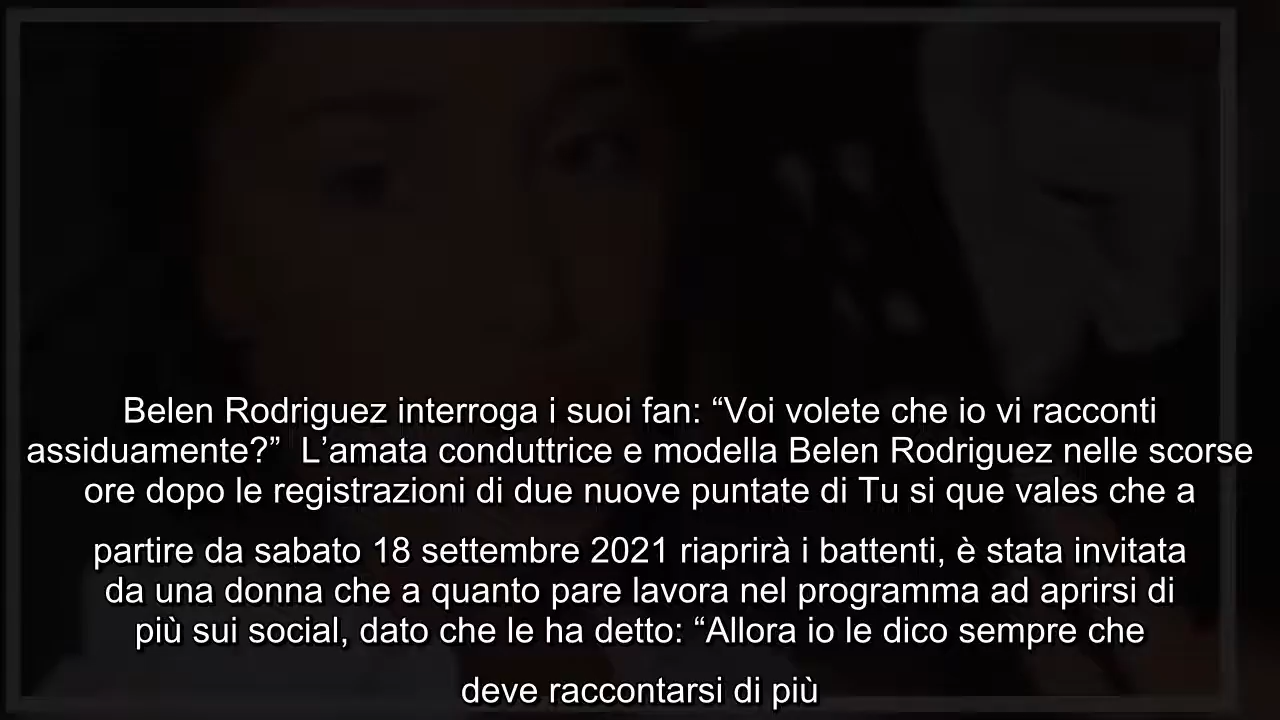 Belen Rodriguez interroga i suoi fan: “Voi volete che io vi racconti
assiduamente?”  L’amata conduttrice e modella Belen Rodriguez nelle scorse
ore dopo le registrazioni di due nuove puntate di Tu si que vales che a
partire da sabato 18 settembre 2021 riaprirà i battenti, è stata invitata
da una donna che a quanto pare lavora nel programma ad aprirsi di
più sui social, dato che le ha detto: “Allora io le dico sempre che
deve raccontarsi di più